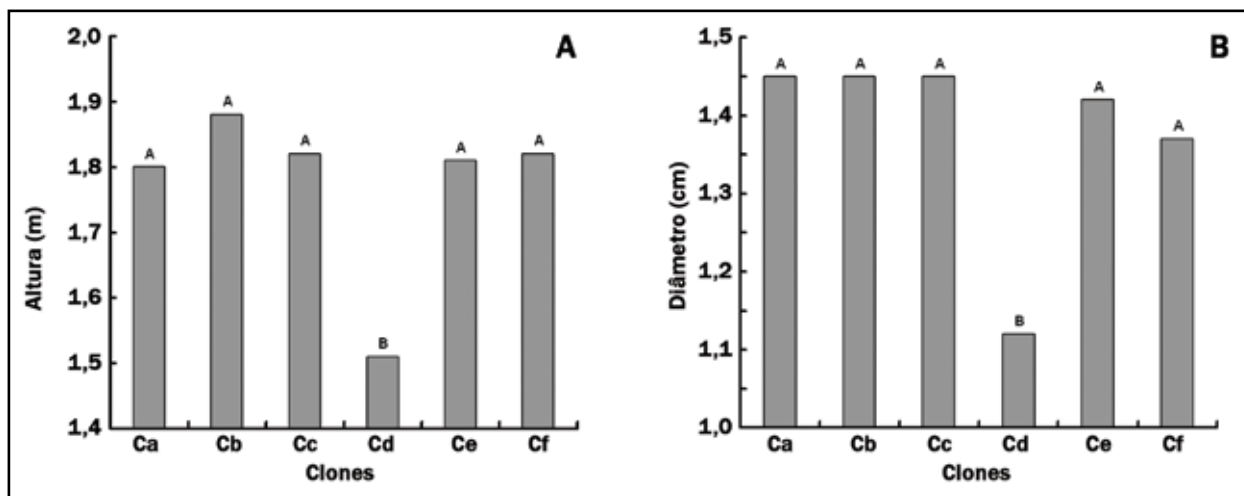 A
Altura (m)
2,0
1,9
1,8
1,7
1,6
1,5
1,4
A
A
A
B
A
A
Ca Cb Cc Cd Ce Cf
Clones
B
Diâmetro (cm)
1,5
1,4
1,3
1,2
1,1
1,0
A
A
A
B
A
A
Ca Cb Cc Cd Ce Cf
Clones